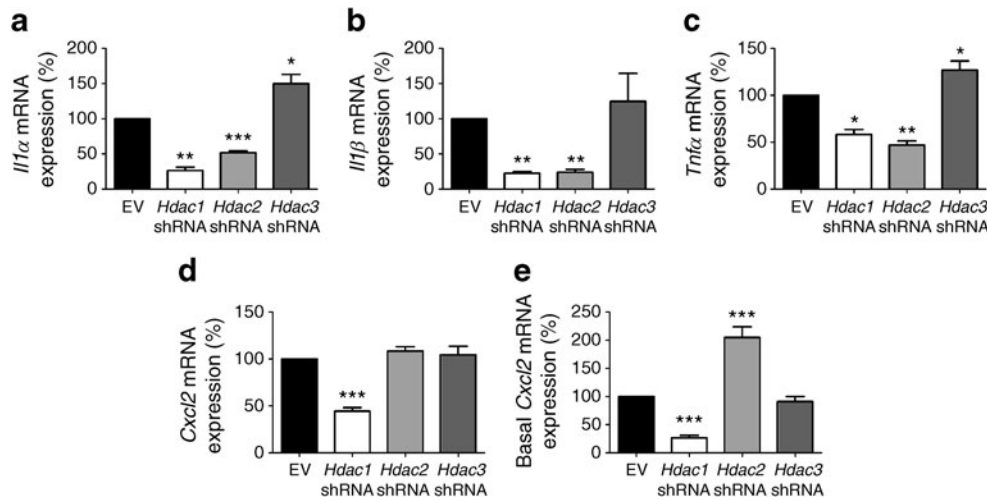 a
Il1α mRNA
expression (%)
200
150
100
50
0
*
**
***
EV
Hdac1
shRNA
Hdac2
shRNA
Hdac3
shRNA
b
Il1β mRNA
expression (%)
200
150
100
50
0
**
**
EV
Hdac1
shRNA
Hdac2
shRNA
Hdac3
shRNA
c
Tnfα mRNA
expression (%)
150
100
50
0
*
**
*
EV
Hdac1
shRNA
Hdac2
shRNA
Hdac3
shRNA
d
Cxcl2 mRNA
expression (%)
150
100
50
0
***
EV
Hdac1
shRNA
Hdac2
shRNA
Hdac3
shRNA
e
Basal Cxcl2 mRNA
expression (%)
250
200
150
100
50
0
***
***
EV
Hdac1
shRNA
Hdac2
shRNA
Hdac3
shRNA